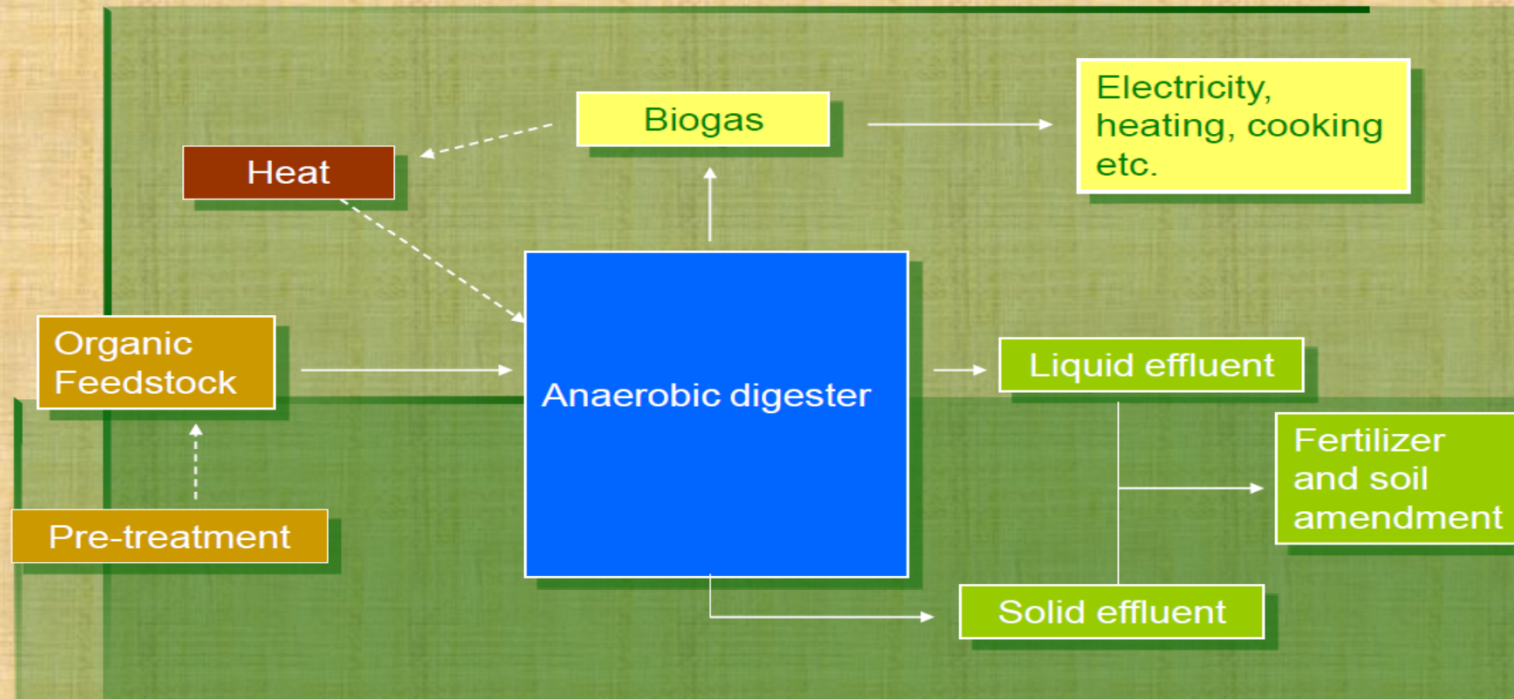 Biogas
Electricity,
heating, cooking
etc.
Heat
Organic
Feedstock
Anaerobic digester
Liquid effluent
Fertilizer
and soil
amendment
Pre-treatment
Solid effluent